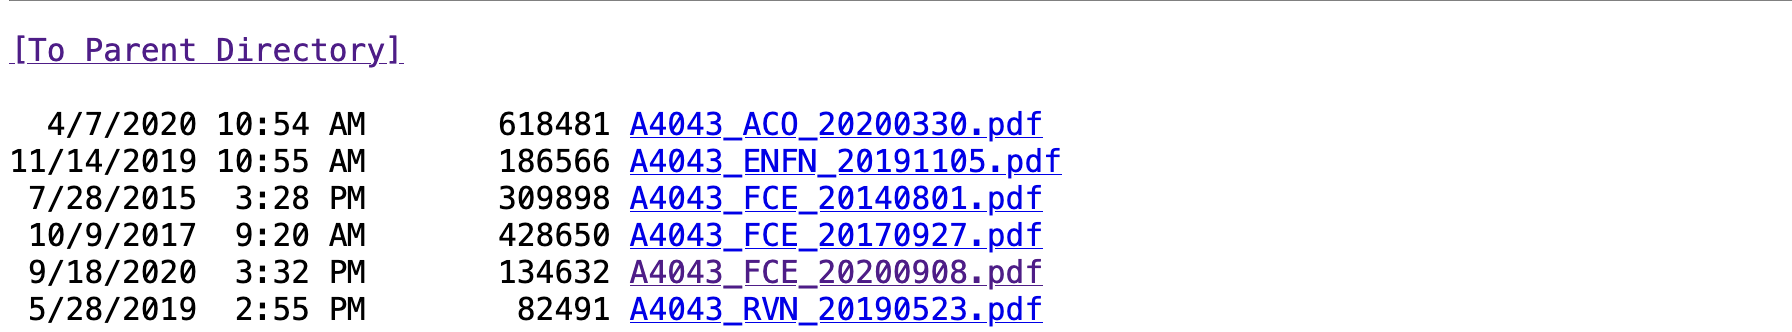 [To Parent Directory]
4/7/2020 10:54 AM 618481 A4043_ACO_20200330.pdf
11/14/2019 10:55 AM 186566 A4043_ENFN_20191105.pdf
7/28/2015 3:28 PM 309898 A4043_FCE_20140801.pdf
10/9/2017 9:20 AM 428650 A4043_FCE_20170927.pdf
9/18/2020 3:32 PM 134632 A4043_FCE_20200908.pdf
5/28/2019 2:55 PM 82491 A4043_RVN_20190523.pdf